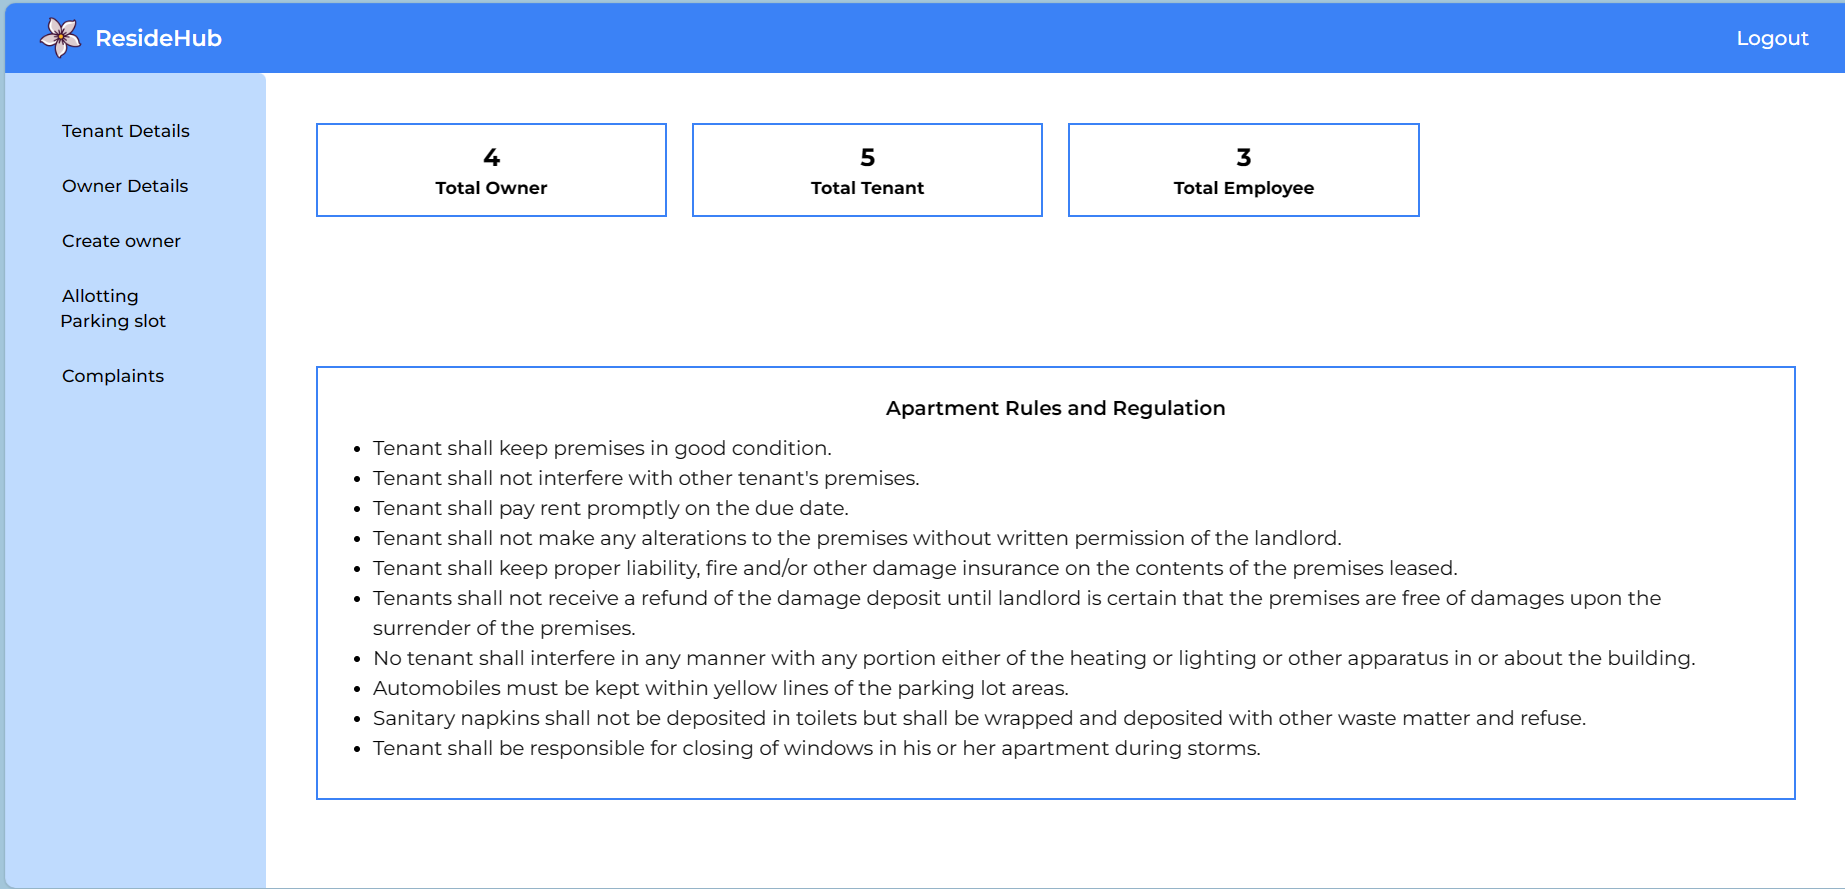 ResideHub
Logout
Tenant Details
Owner Details
Create owner
Allotting
Parking slot
Complaints
4
Total Owner
5
Total Tenant
3
Total Employee
Apartment Rules and Regulation
• Tenant shall keep premises in good condition.
• Tenant shall not interfere with other tenant's premises.
• Tenant shall pay rent promptly on the due date.
• Tenant shall not make any alterations to the premises without written permission of the landlord.
• Tenant shall keep proper liability, fire and/or other damage insurance on the contents of the premises leased.
• Tenants shall not receive a refund of the damage deposit until landlord is certain that the premises are free of damages upon the
surrender of the premises.
• No tenant shall interfere in any manner with any portion either of the heating or lighting or other apparatus in or about the building.
• Automobiles must be kept within yellow lines of the parking lot areas.
• Sanitary napkins shall not be deposited in toilets but shall be wrapped and deposited with other waste matter and refuse.
• Tenant shall be responsible for closing of windows in his or her apartment during storms.